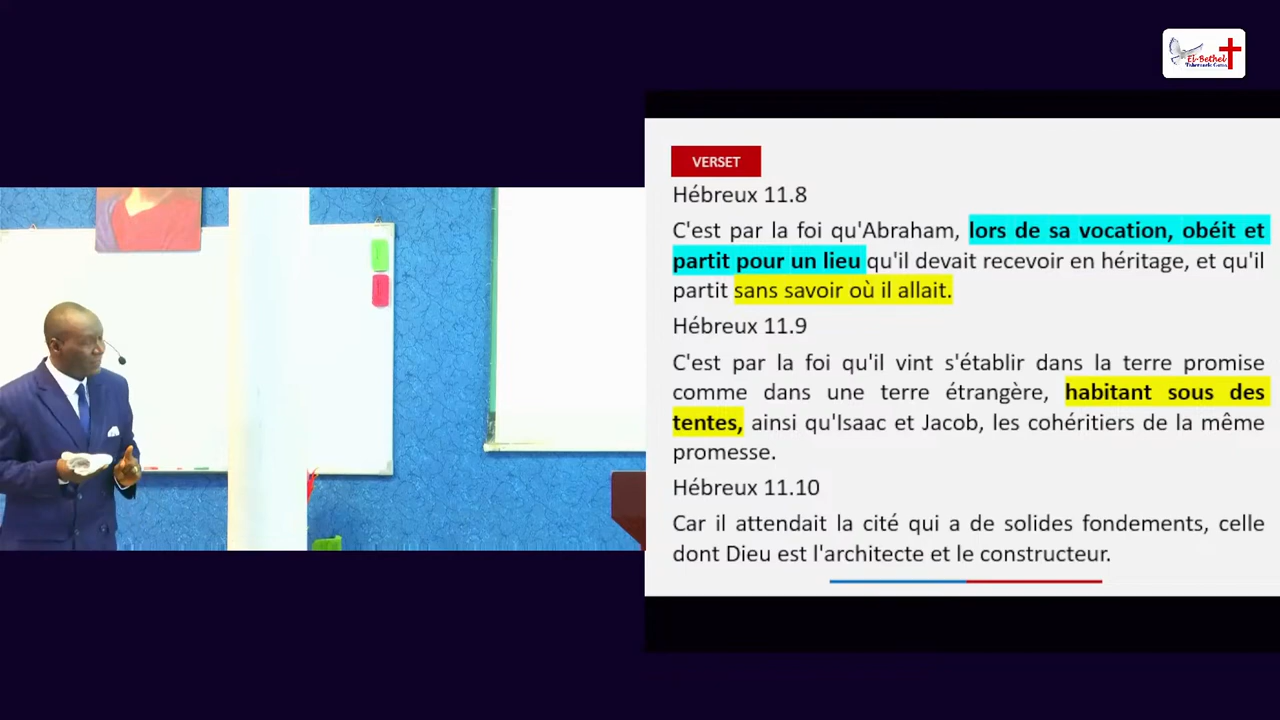 El-Bethel
VERSET
Hébreux 11.8
C'est par la foi qu'Abraham, lors de sa vocation, obéit et
partit pour un lieu qu'il devait recevoir en héritage, et qu'il
partit sans savoir où il allait.
Hébreux 11.9
C'est par la foi qu'il vint s'établir dans la terre promise
comme dans une terre étrangère, habitant sous des
tentes, ainsi qu'Isaac et Jacob, les cohéritiers de la même
promesse.
Hébreux 11.10
Car il attendait la cité qui a de solides fondements, celle
dont Dieu est l'architecte et le constructeur.